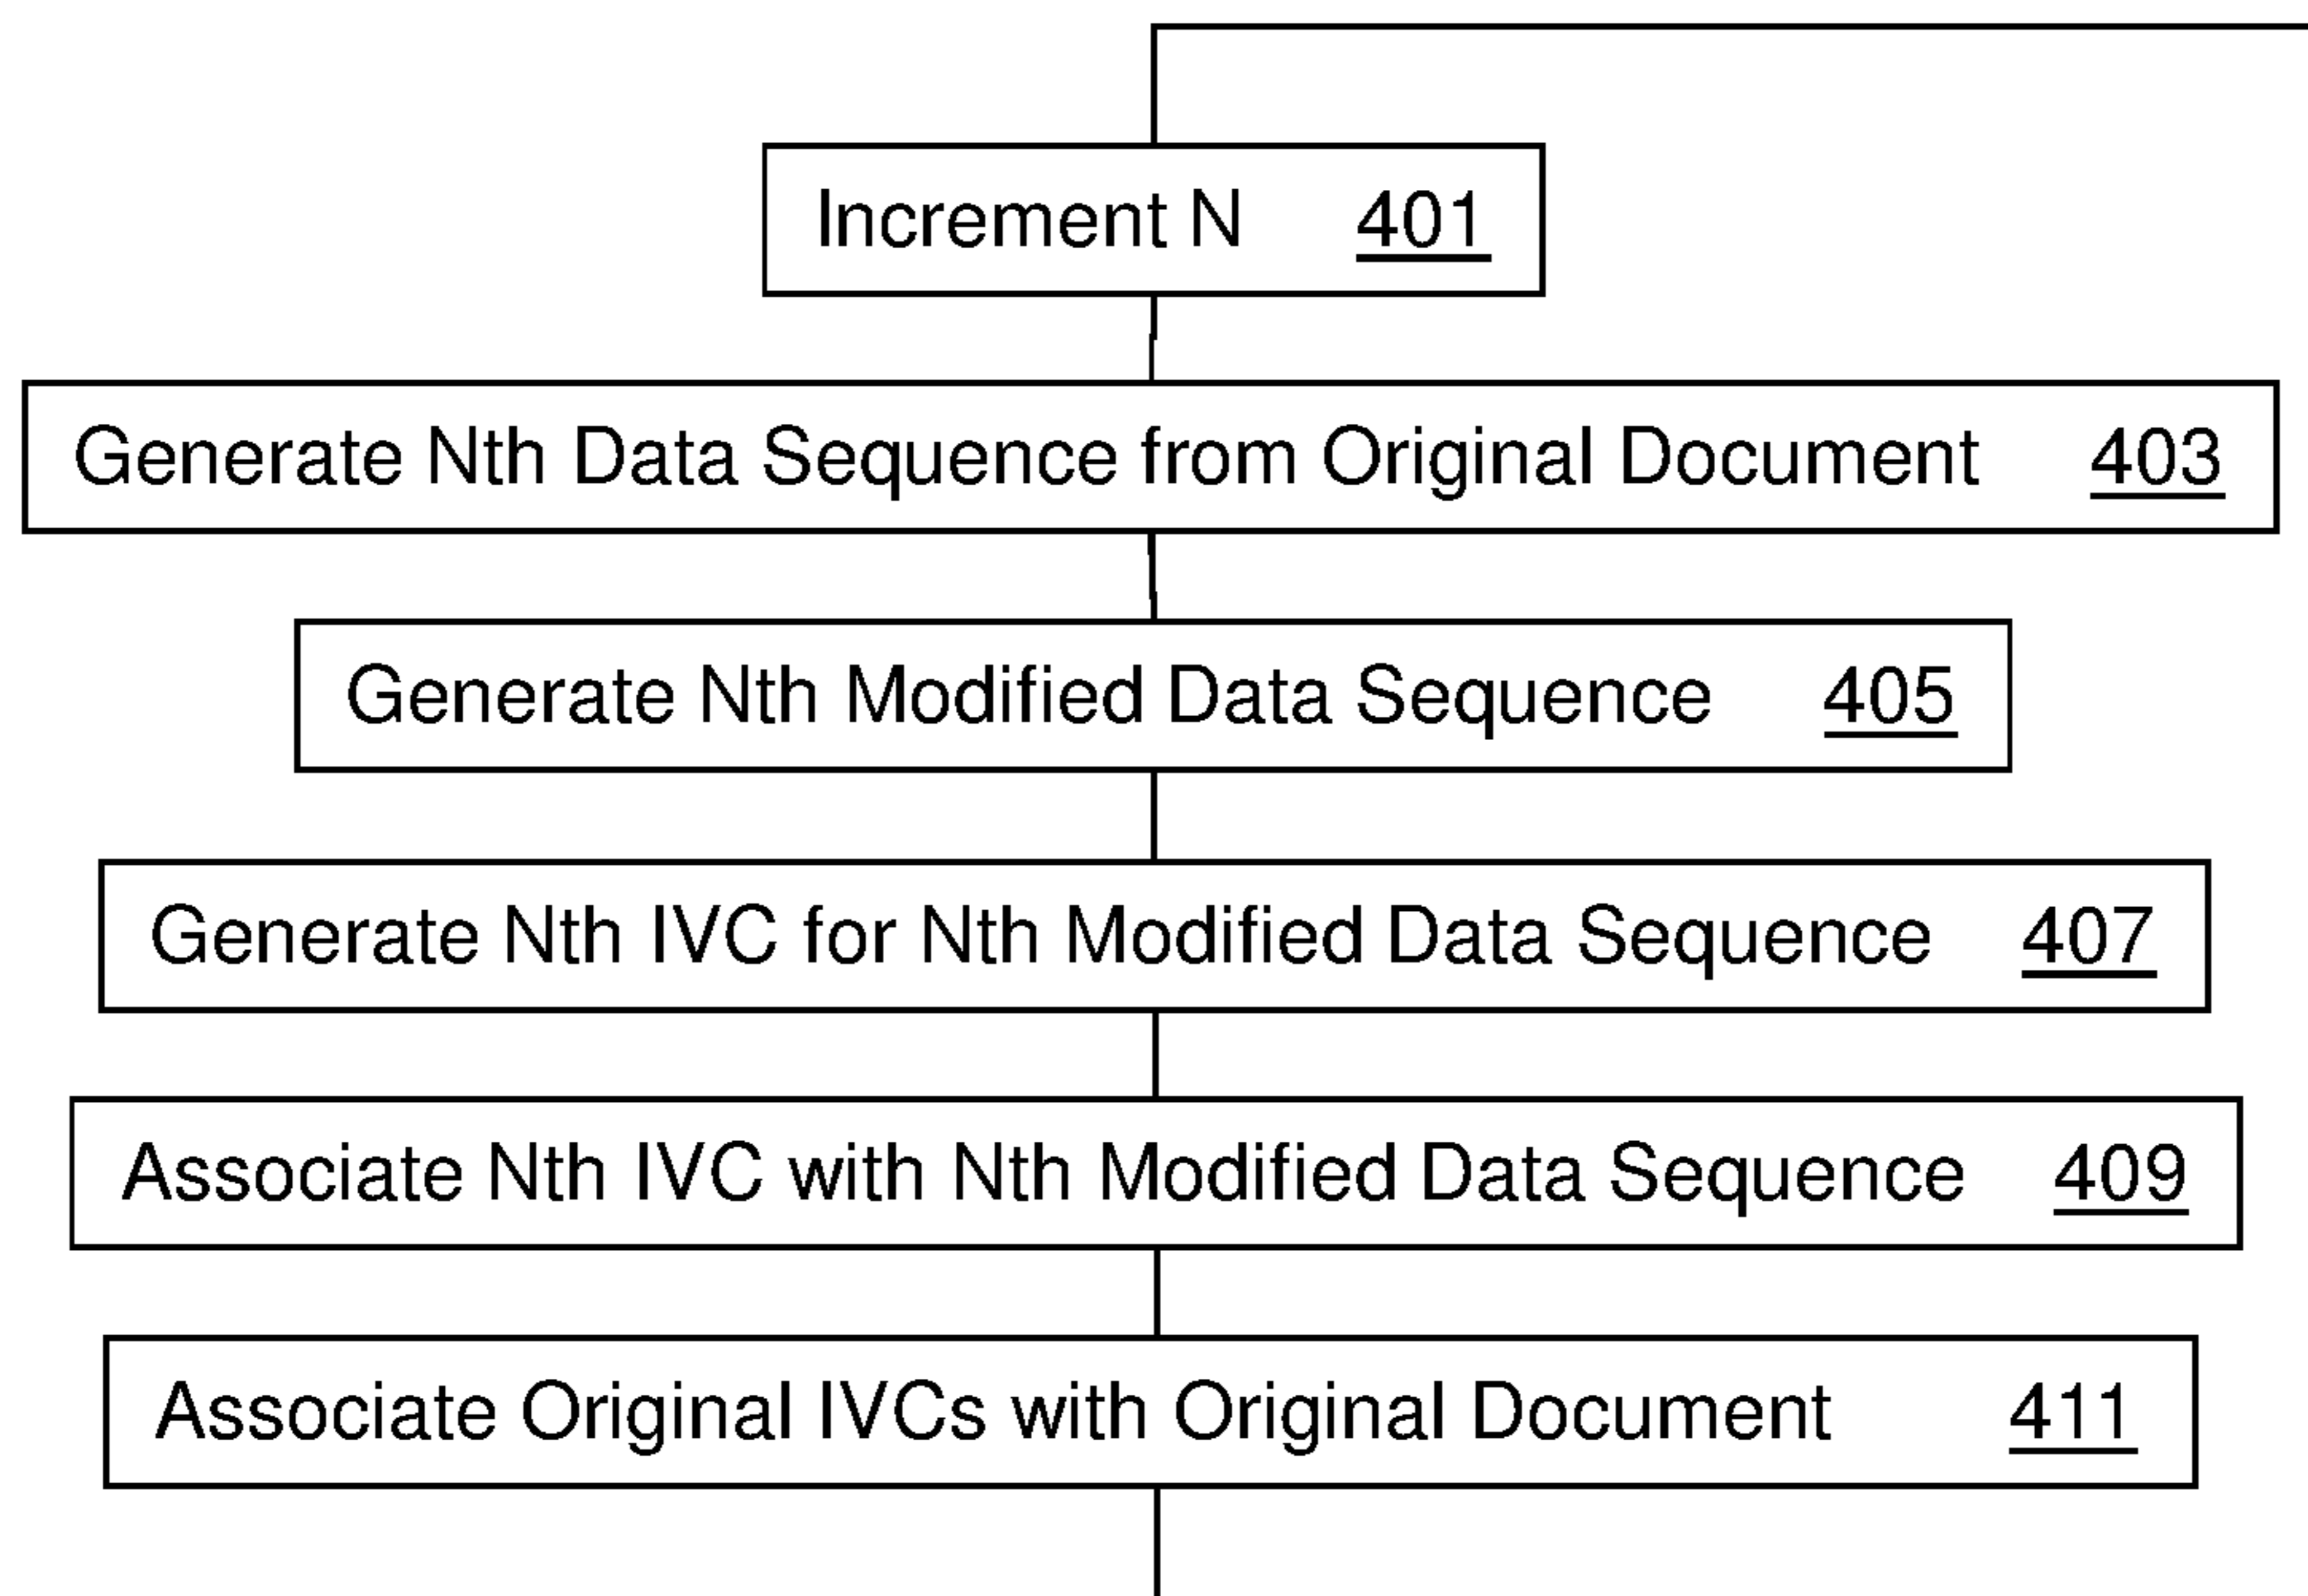 Increment N 401
Generate Nth Data Sequence from Original Document 403
Generate Nth Modified Data Sequence 405
Generate Nth IVC for Nth Modified Data Sequence 407
Associate Nth IVC with Nth Modified Data Sequence 409
Associate Original IVCs with Original Document 411